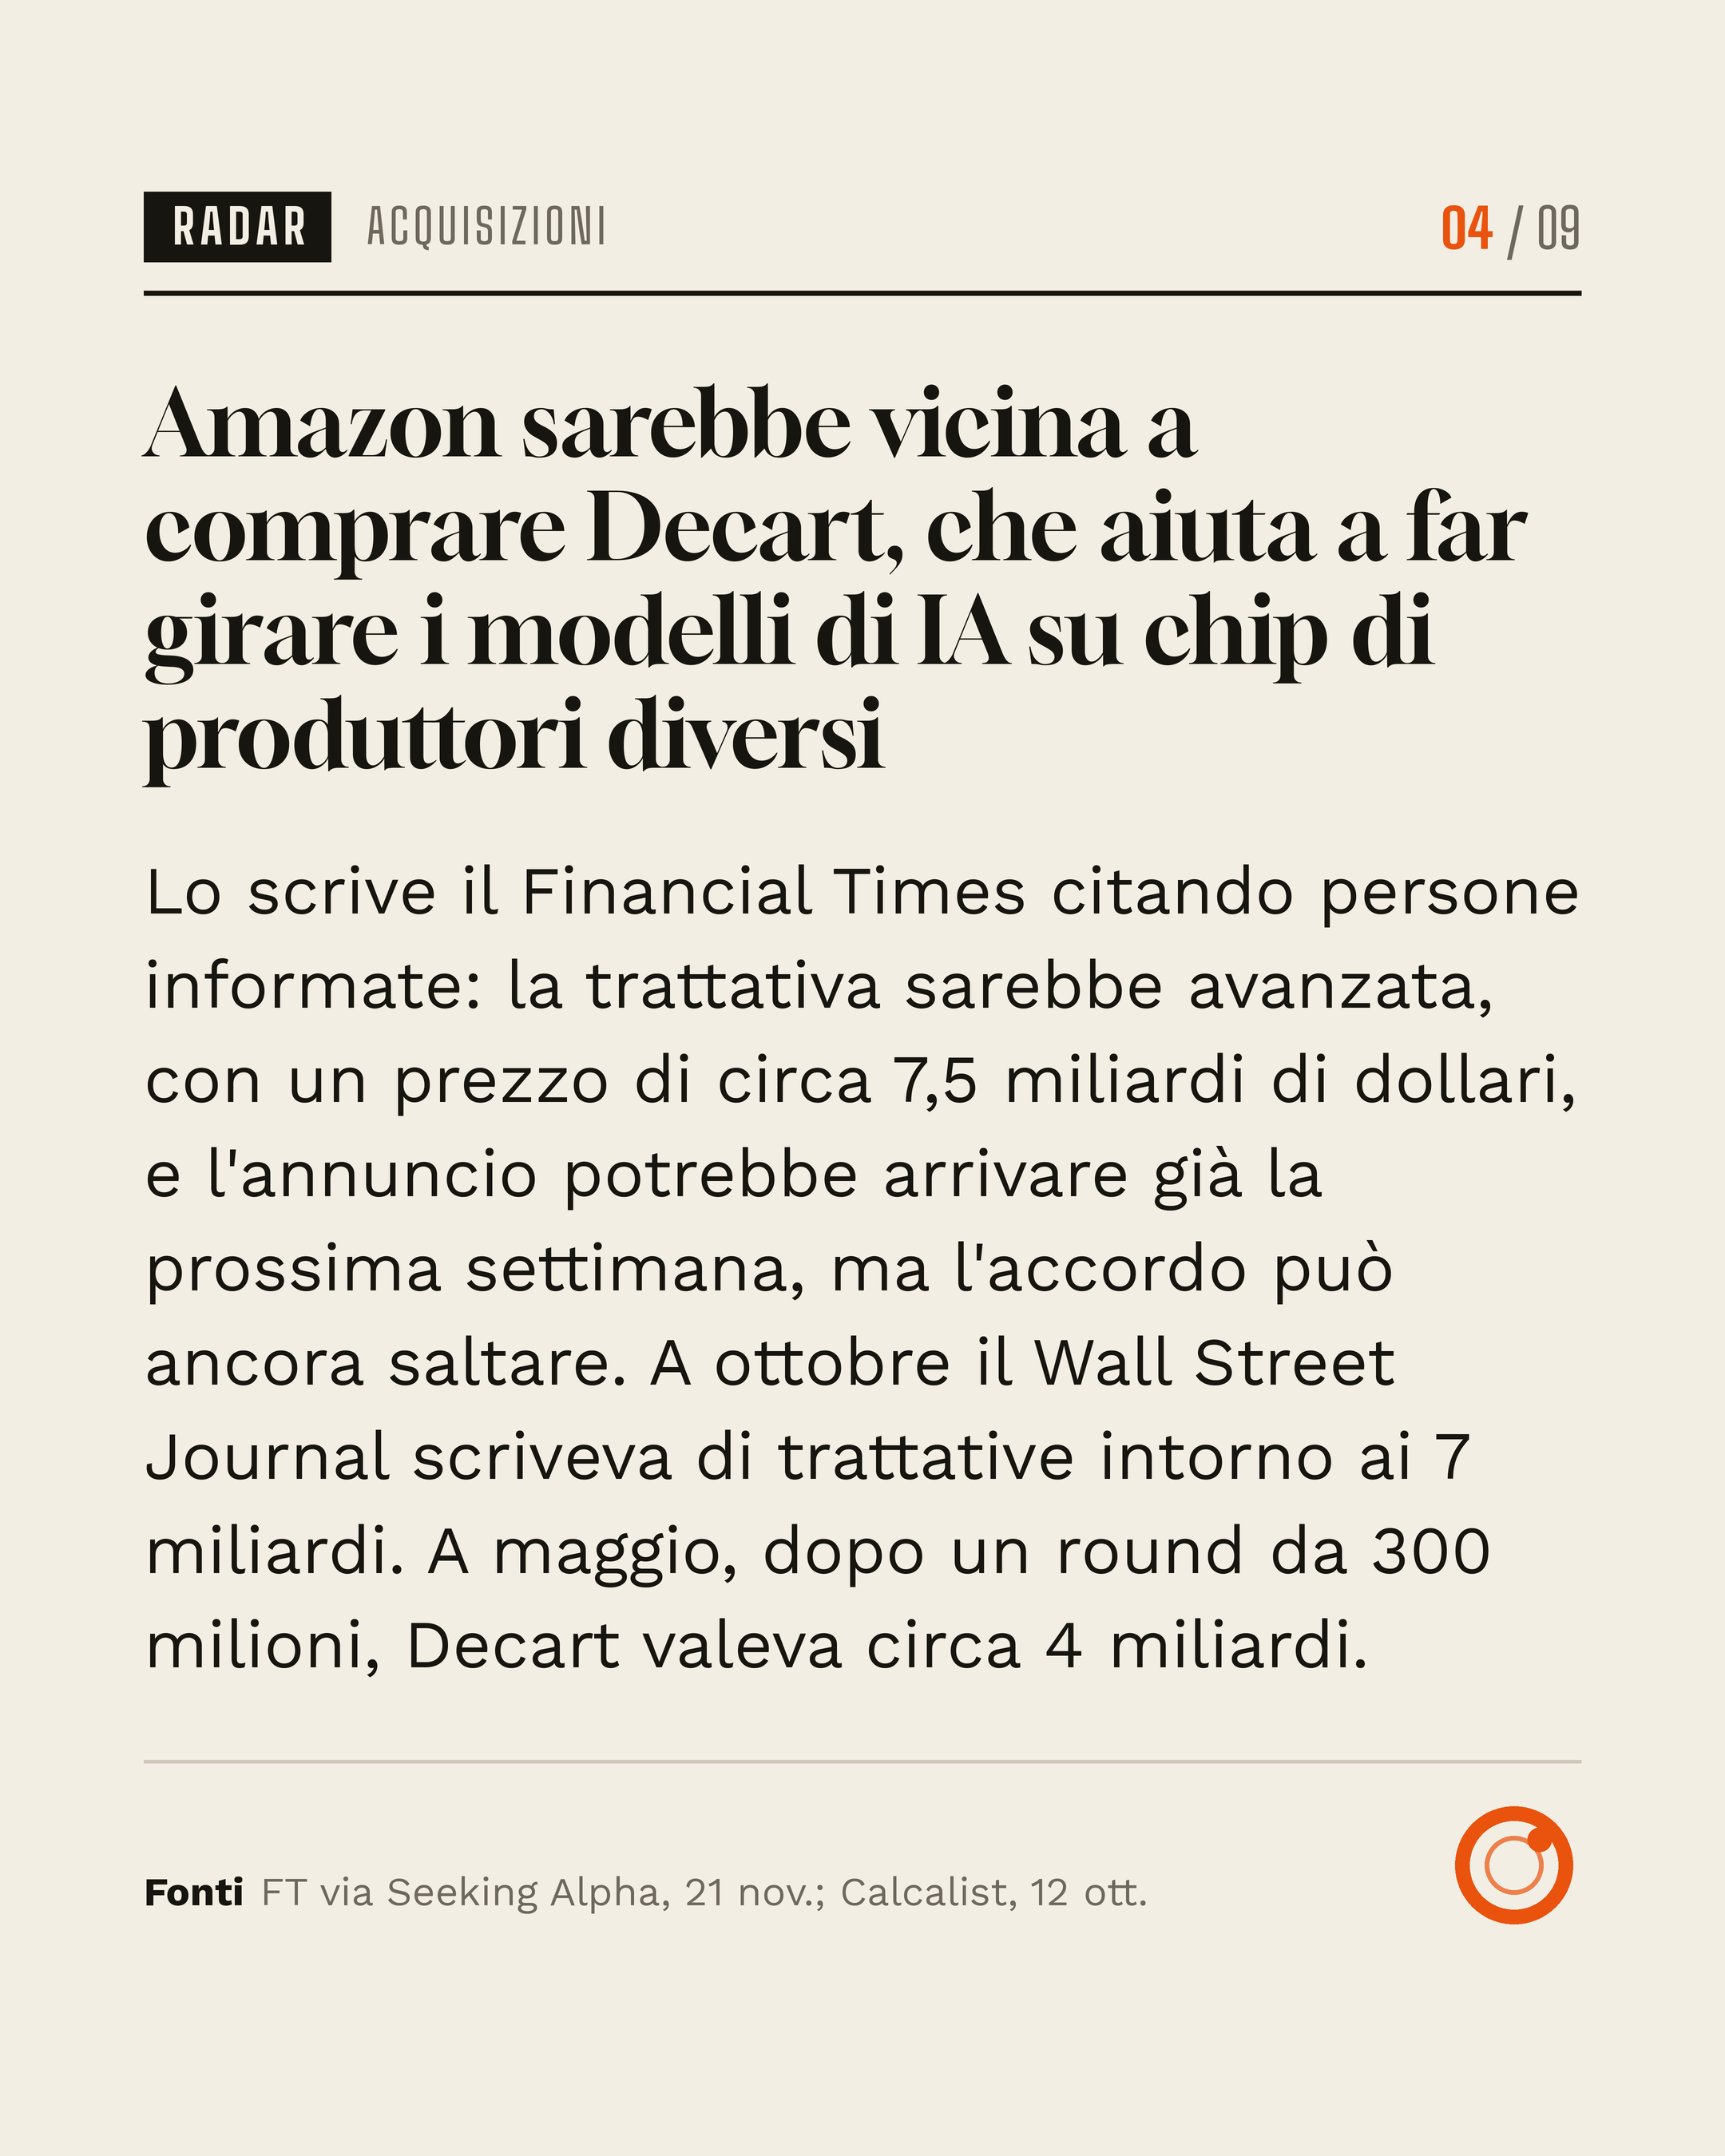 RADAR ACQUISIZIONI 04 / 09
Amazon sarebbe vicina a
comprare Decart, che aiuta a far
girare i modelli di IA su chip di
produttori diversi
Lo scrive il Financial Times citando persone
informate: la trattativa sarebbe avanzata,
con un prezzo di circa 7,5 miliardi di dollari,
e l'annuncio potrebbe arrivare già la
prossima settimana, ma l'accordo può
ancora saltare. A ottobre il Wall Street
Journal scriveva di trattative intorno ai 7
miliardi. A maggio, dopo un round da 300
milioni, Decart valeva circa 4 miliardi.
Fonti FT via Seeking Alpha, 21 nov.; Calcalist, 12 ott.